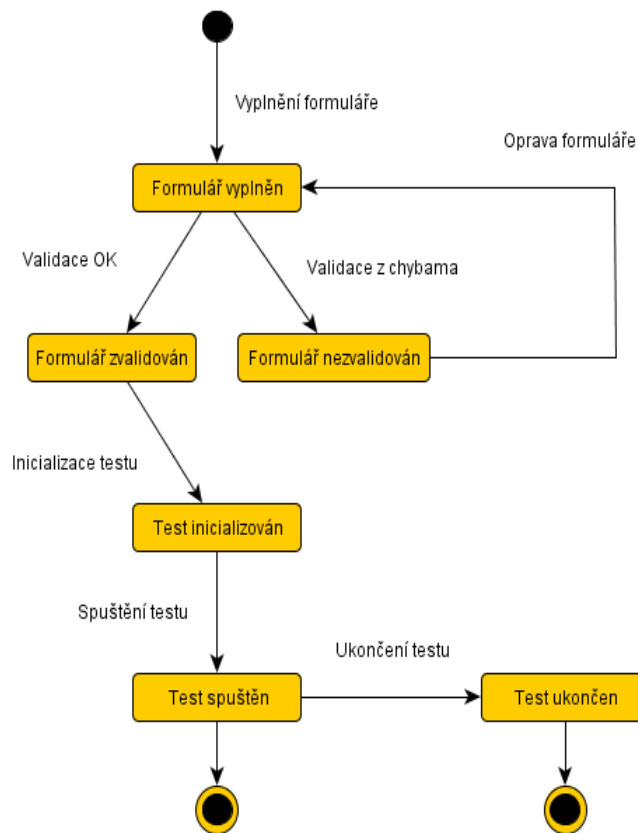 Vyplnění formuláře
Oprava formuláře
Formulář vyplněn
Validace OK
Validace z chybama
Formulář zvalidován
Formulář nezvalidován
Inicializace testu
Test inicializován
Spuštění testu
Ukončení testu
Test spuštěn
Test ukončen